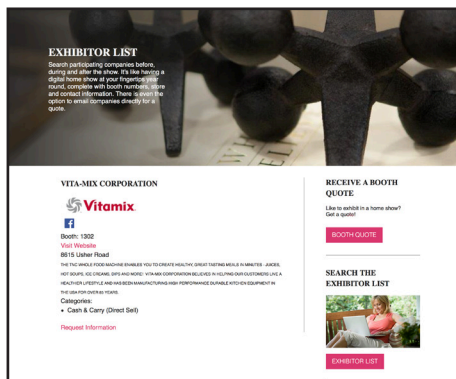 EXHIBITOR LIST
Search participating companies before,
during and after the show. It's like having a
digital home show at your fingertips year
round, complete with booth numbers, store
and contact information. There is even the
option to email companies directly for a
quote.
VITA-MIX CORPORATION
Vitamix
Booth: 1302
Visit Website
8615 Usher Road
THE TNC WHOLE FOOD MACHINE ENABLES YOU TO CREATE HEALTHY, GREAT TASTING MEALS IN MINUTES - JUICES,
HOT SOUPS, ICE CREAMS, DIPS AND MORE! VITA-MIX CORPORATION BELIEVES IN HELPING OUR CUSTOMERS LIVE A
HEALTHIER LIFESTYLE AND HAS BEEN MANUFACTURING HIGH PERFORMANCE DURABLE KITCHEN EQUIPMENT IN
THE USA FOR OVER 85 YEARS.
Categories:
• Cash & Carry (Direct Sell)
Request Information
RECEIVE A BOOTH
QUOTE
Like to exhibit in a home show?
Get a quote!
BOOTH QUOTE
SEARCH THE
EXHIBITOR LIST
EXHIBITOR LIST